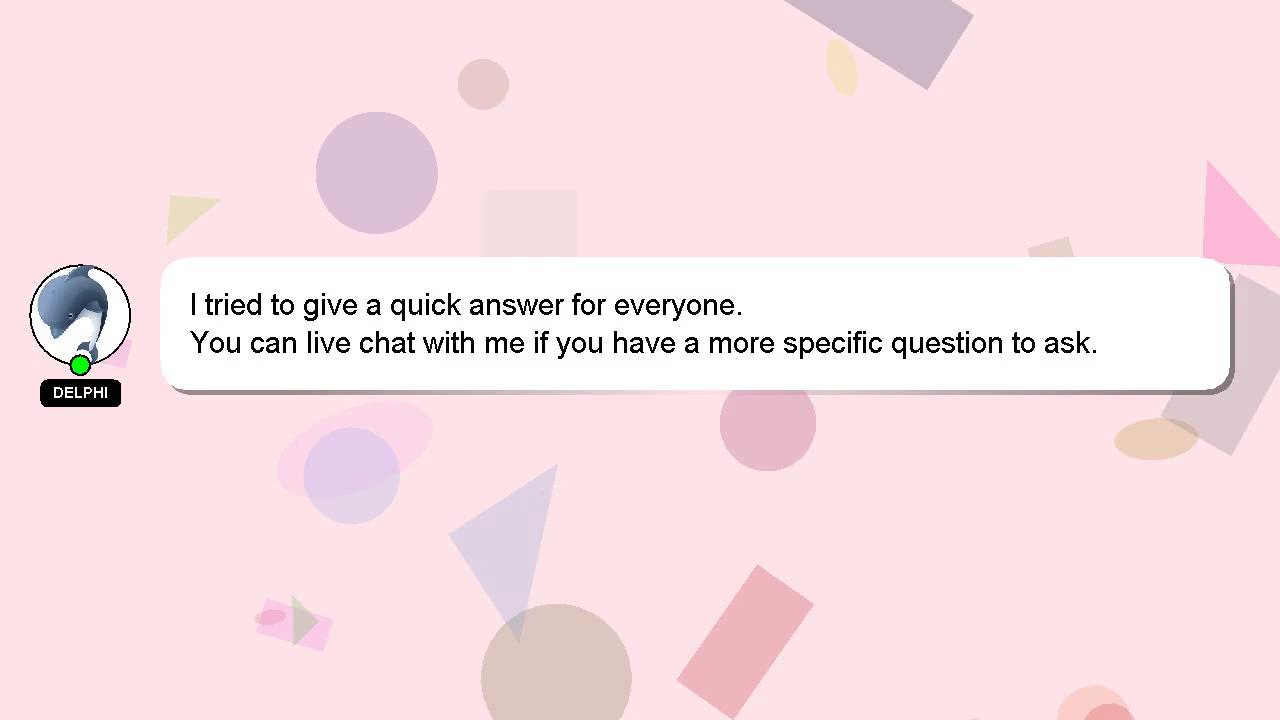 I tried to give a quick answer for everyone.
You can live chat with me if you have a more specific question to ask.
DELPHI